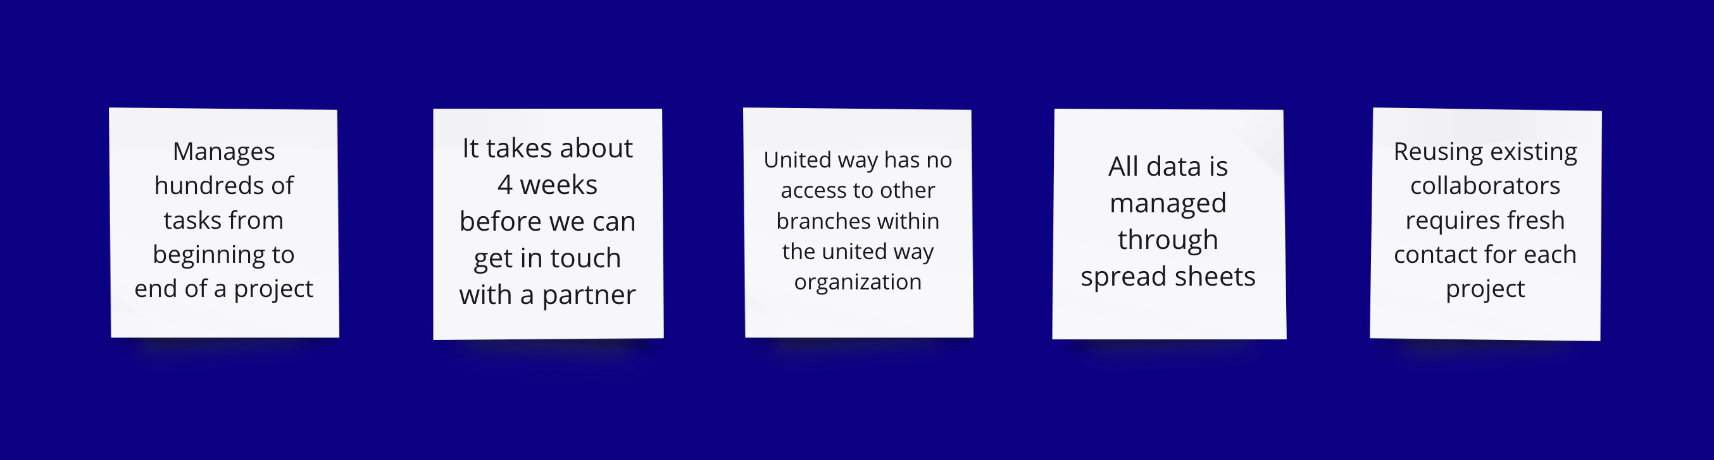 Manages
hundreds of
tasks from
beginning to
end of a project
It takes about
4 weeks
before we can
get in touch
with a partner
United way has no
access to other
branches within
the united way
organization
All data is
managed
through
spread sheets
Reusing existing
collaborators
requires fresh
contact for each
project